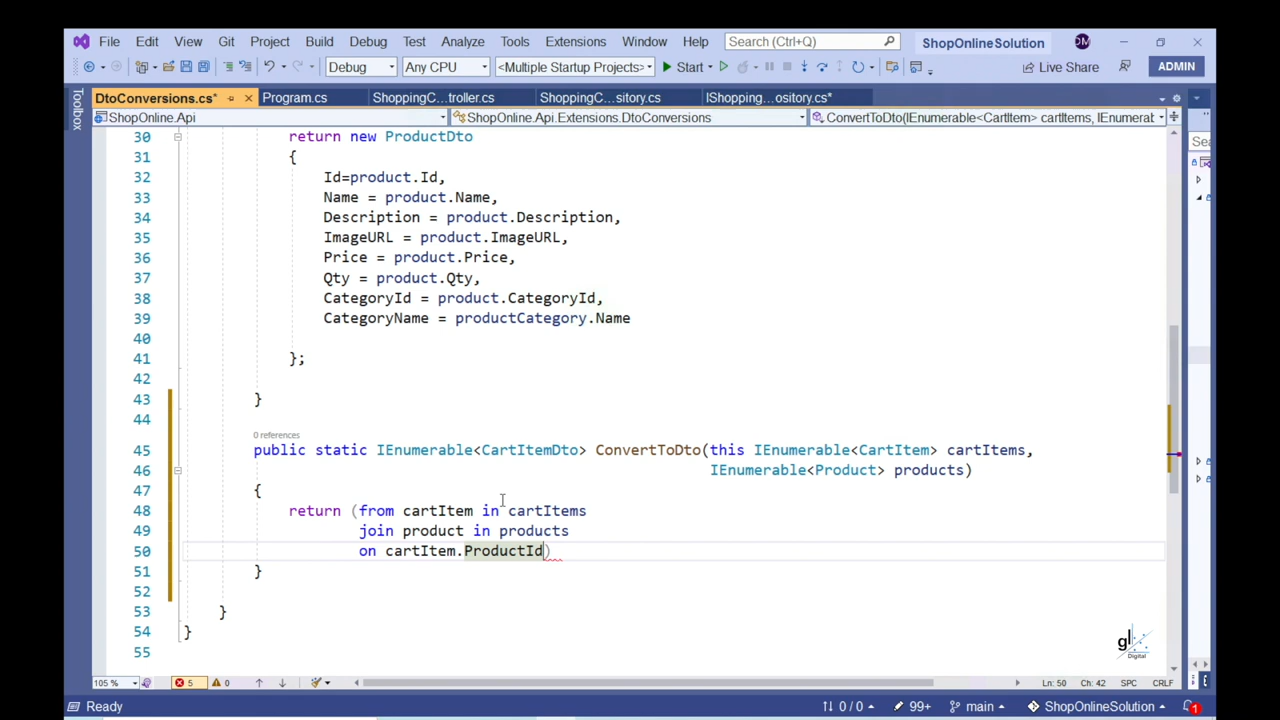 File Edit View Git Project Build Debug Test Analyze Tools Extensions Window Help Search (Ctrl+Q) ShopOnlineSolution DM
Debug Any CPU <Multiple Startup Projects> Start Live Share ADMIN
Toolbox
DtoConversions.cs* Program.cs ShoppingC...troller.cs ShoppingC...sitory.cs IShopping...ository.cs*
ShopOnline.Api ShopOnline.Api.Extensions.DtoConversions ConvertToDto(IEnumerable<CartItem> cartItems, IEnumerat
Sea
30 return new ProductDto
31 {
32 Id=product.Id,
33 Name = product.Name,
34 Description = product.Description,
35 ImageURL = product.ImageURL,
36 Price = product.Price,
37 Qty = product.Qty,
38 CategoryId = product.CategoryId,
39 CategoryName = productCategory.Name
40
41 };
42
43 }
44
0 references
45 public static IEnumerable<CartItemDto> ConvertToDto(this IEnumerable<CartItem> cartItems,
46 IEnumerable<Product> products)
47 {
48 return (from cartItem in cartItems
49 join product in products
50 on cartItem.ProductId)
51 }
52
53 }
54 }
55
gl
Digital
105 % 5 0 Ln: 50 Ch: 42 SPC CRLF
Ready 0 / 0 99+ main ShopOnlineSolution 1